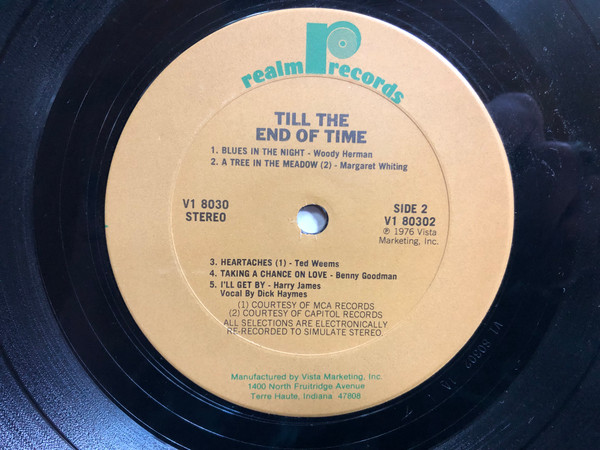 realm records
TILL THE
END OF TIME
1. BLUES IN THE NIGHT - Woody Herman
2. A TREE IN THE MEADOW (2) - Margaret Whiting
V1 8030
STEREO
SIDE 2
V1 80302
℗ 1976 Vista
Marketing, Inc.
3. HEARTACHES (1) - Ted Weems
4. TAKING A CHANCE ON LOVE - Benny Goodman
5. I'LL GET BY - Harry James
Vocal By Dick Haymes
(1) COURTESY OF MCA RECORDS
(2) COURTESY OF CAPITOL RECORDS
ALL SELECTIONS ARE ELECTRONICALLY
RE-RECORDED TO SIMULATE STEREO.
Manufactured by Vista Marketing, Inc.
1400 North Fruitridge Avenue
Terre Haute, Indiana 47808